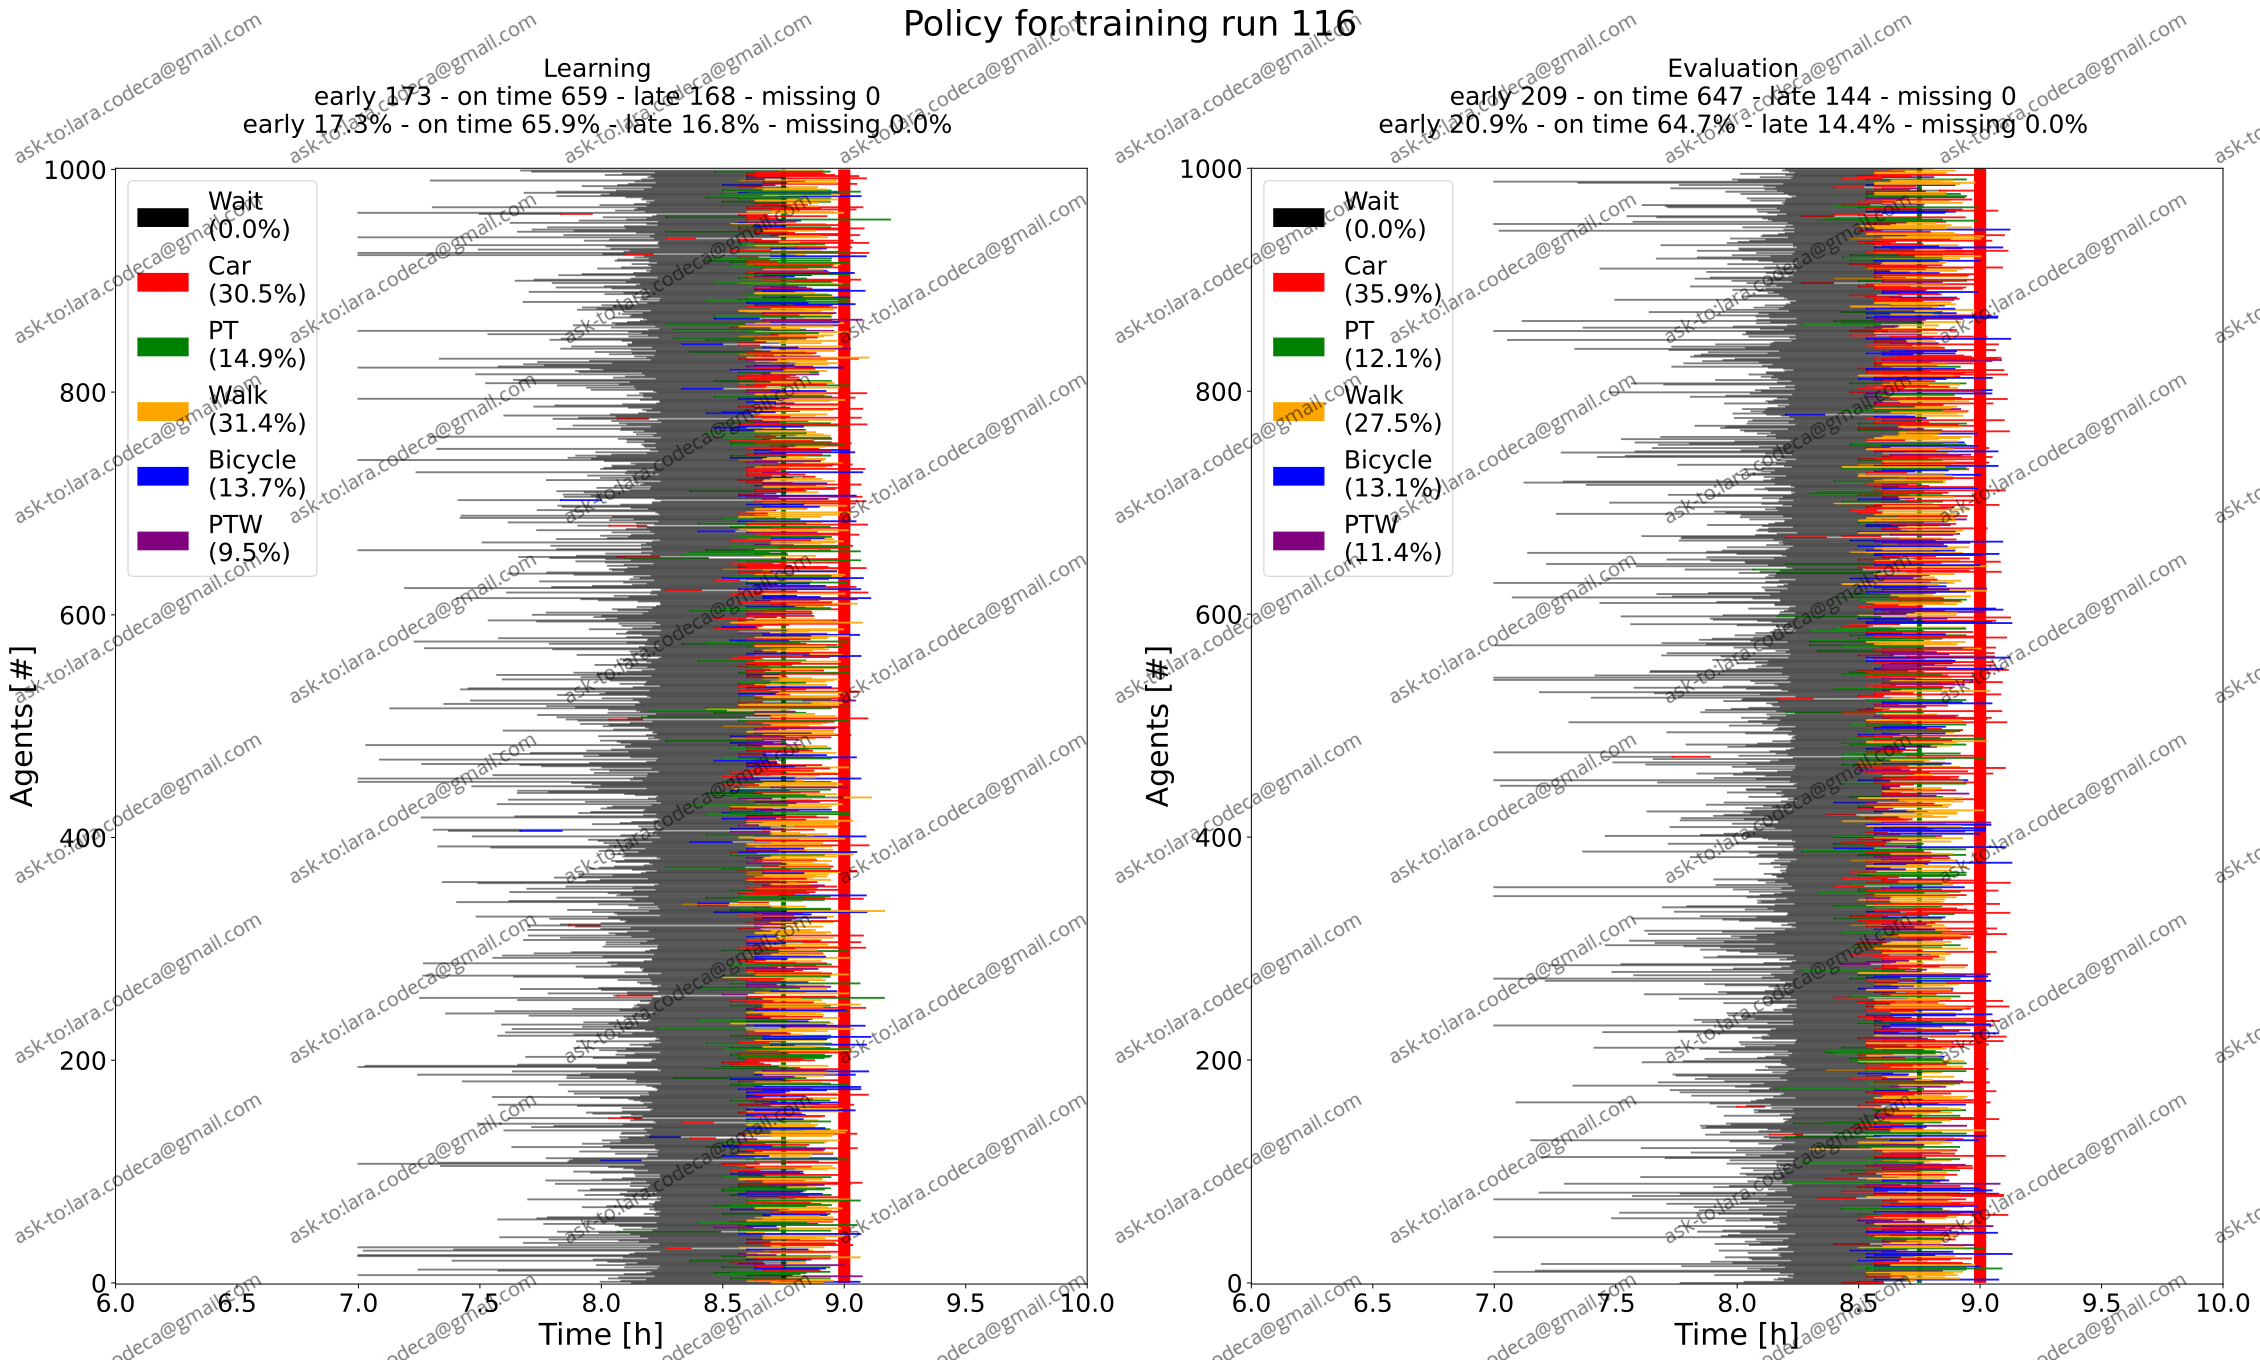 Policy for training run 116
Learning
early 173 - on time 659 - late 168 - missing 0
early 17.3% - on time 65.9% - late 16.8% - missing 0.0%
Agents [#]
1000
800
600
400
200
0
Wait
(0.0%)
Car
(30.5%)
PT
(14.9%)
Walk
(31.4%)
Bicycle
(13.7%)
PTW
(9.5%)
6.0 6.5 7.0 7.5 8.0 8.5 9.0 9.5 10.0
Time [h]
Evaluation
early 209 - on time 647 - late 144 - missing 0
early 20.9% - on time 64.7% - late 14.4% - missing 0.0%
Agents [#]
1000
800
600
400
200
0
Wait
(0.0%)
Car
(35.9%)
PT
(12.1%)
Walk
(27.5%)
Bicycle
(13.1%)
PTW
(11.4%)
6.0 6.5 7.0 7.5 8.0 8.5 9.0 9.5 10.0
Time [h]
ask-to:lara.codeca@gmail.com